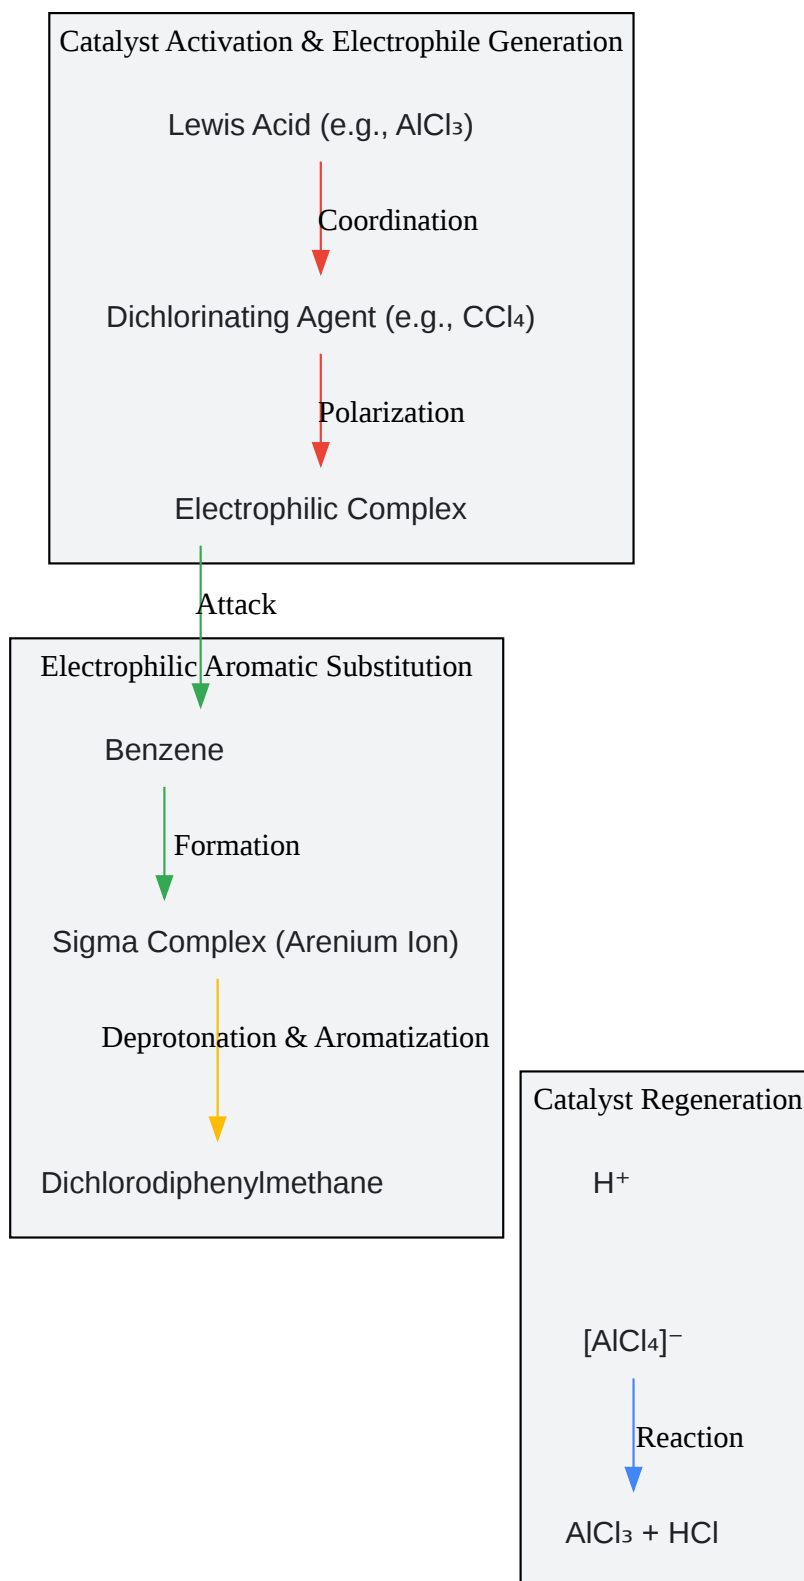 Catalyst Activation & Electrophile Generation
Lewis Acid (e.g., AlCl₃)
Coordination
Dichlorinating Agent (e.g., CCl₄)
Polarization
Electrophilic Complex
Attack
Electrophilic Aromatic Substitution
Benzene
Formation
Sigma Complex (Arenium Ion)
Deprotonation & Aromatization
Dichlorodiphenylmethane
Catalyst Regeneration
H⁺
[AlCl₄]⁻
Reaction
AlCl₃ + HCl